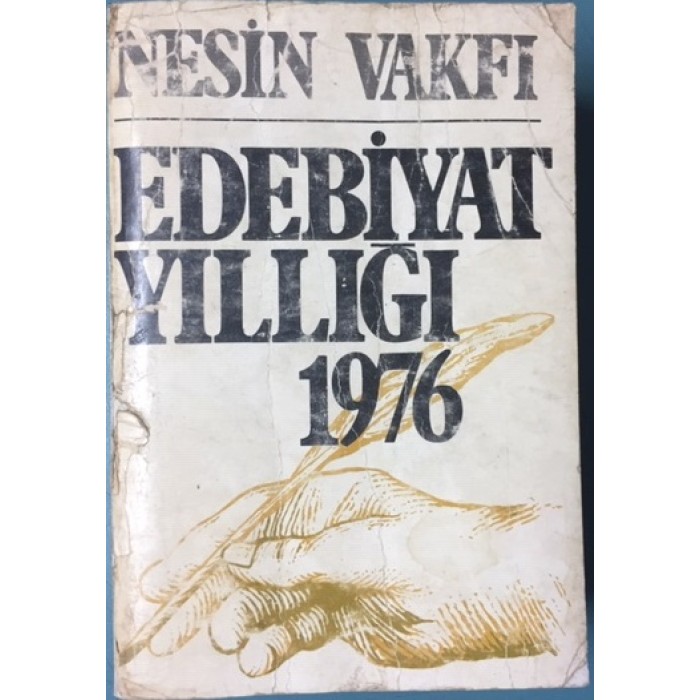 NESİN VAKFI
EDEBİYAT
YILLIĞI
1976